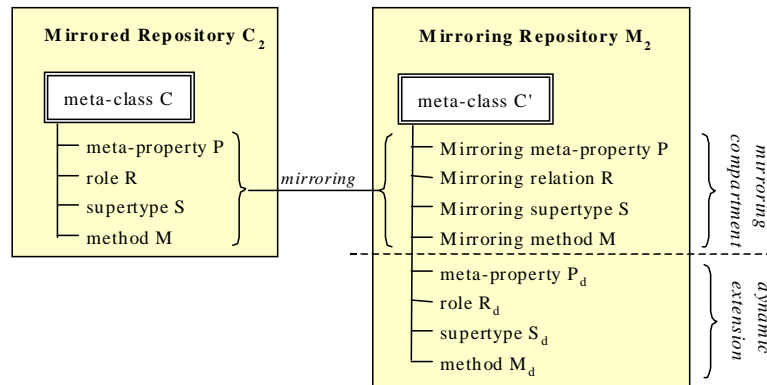 Mirrored Repository C2
meta-class C
meta-property P
role R
supertype S
method M
mirroring
Mirroring Repository M2
meta-class C'
Mirroring meta-property P
Mirroring relation R
Mirroring supertype S
Mirroring method M
meta-property Pd
role Rd
supertype Sd
method Md
mirroring
compartment
dynamic
extension